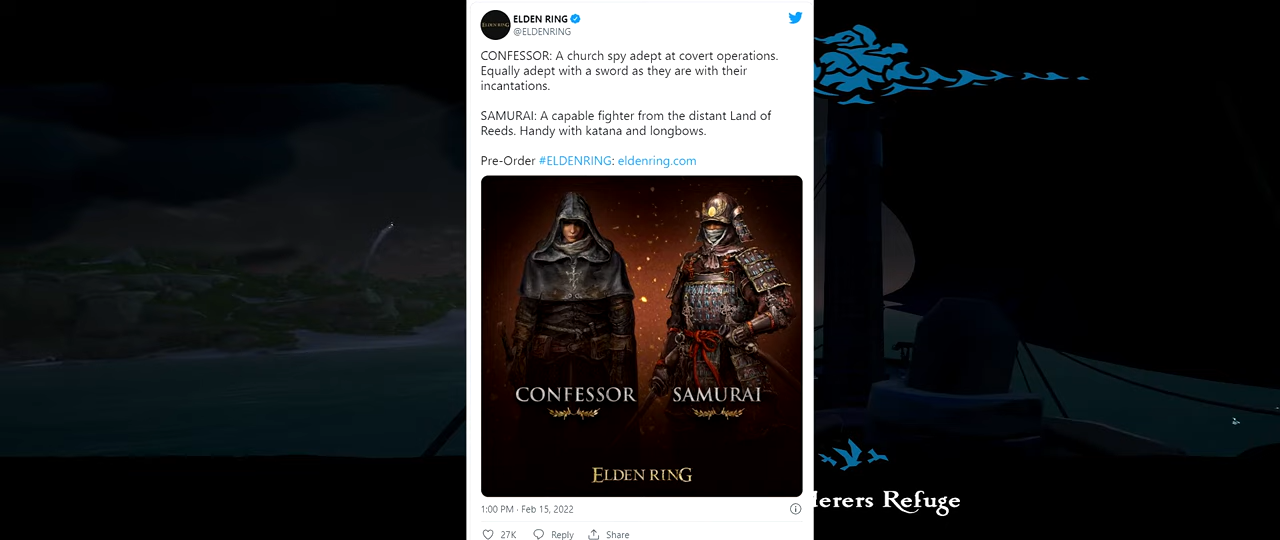 ELDEN RING
@ELDENRING
CONFESSOR: A church spy adept at covert operations.
Equally adept with a sword as they are with their
incantations.
SAMURAI: A capable fighter from the distant Land of
Reeds. Handy with katana and longbows.
Pre-Order #ELDENRING: eldenring.com
CONFESSOR SAMURAI
ELDEN RING
1:00 PM · Feb 15, 2022
27K Reply Share
Refuge